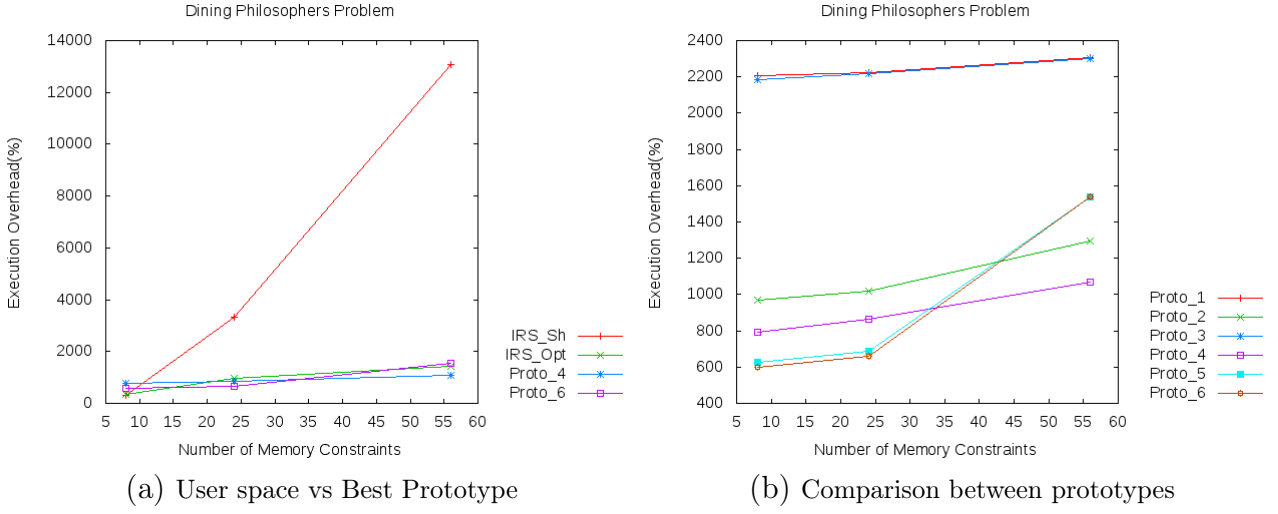 Dining Philosophers Problem
14000
12000
10000
8000
6000
4000
2000
0
Execution Overhead(%)
IRS_Sh
IRS_Opt
Proto_4
Proto_6
5 10 15 20 25 30 35 40 45 50 55 60
Number of Memory Constraints
(a) User space vs Best Prototype
Dining Philosophers Problem
2400
2200
2000
1800
1600
1400
1200
1000
800
600
400
Execution Overhead(%)
Proto_1
Proto_2
Proto_3
Proto_4
Proto_5
Proto_6
5 10 15 20 25 30 35 40 45 50 55 60
Number of Memory Constraints
(b) Comparison between prototypes